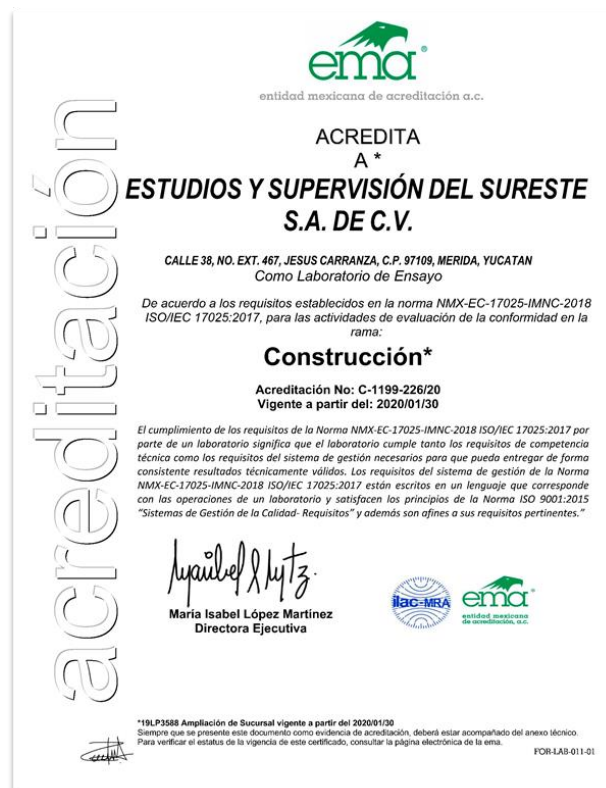 ema®
entidad mexicana de acreditación a.c.
acreditación
ACREDITA
A *
ESTUDIOS Y SUPERVISIÓN DEL SURESTE
S.A. DE C.V.
CALLE 38, NO. EXT. 467, JESUS CARRANZA, C.P. 97109, MERIDA, YUCATAN
Como Laboratorio de Ensayo
De acuerdo a los requisitos establecidos en la norma NMX-EC-17025-IMNC-2018
ISO/IEC 17025:2017, para las actividades de evaluación de la conformidad en la
rama:
Construcción*
Acreditación No: C-1199-226/20
Vigente a partir del: 2020/01/30
El cumplimiento de los requisitos de la Norma NMX-EC-17025-IMNC-2018 ISO/IEC 17025:2017 por
parte de un laboratorio significa que el laboratorio cumple tanto los requisitos de competencia
técnica como los requisitos del sistema de gestión necesarios para que pueda entregar de forma
consistente resultados técnicamente válidos. Los requisitos del sistema de gestión de la Norma
NMX-EC-17025-IMNC-2018 ISO/IEC 17025:2017 están escritos en un lenguaje que corresponde
con las operaciones de un laboratorio y satisfacen los principios de la Norma ISO 9001:2015
“Sistemas de Gestión de la Calidad- Requisitos” y además son afines a sus requisitos pertinentes.”
María Isabel López Martínez
Directora Ejecutiva
ilac-MRA
ema®
entidad mexicana
de acreditación, a.c.
*19LP3588 Ampliación de Sucursal vigente a partir del 2020/01/30
Siempre que se presente este documento como evidencia de acreditación, deberá estar acompañado del anexo técnico.
Para verificar el estatus de la vigencia de este certificado, consultar la página electrónica de la ema.
FOR-LAB-011-01